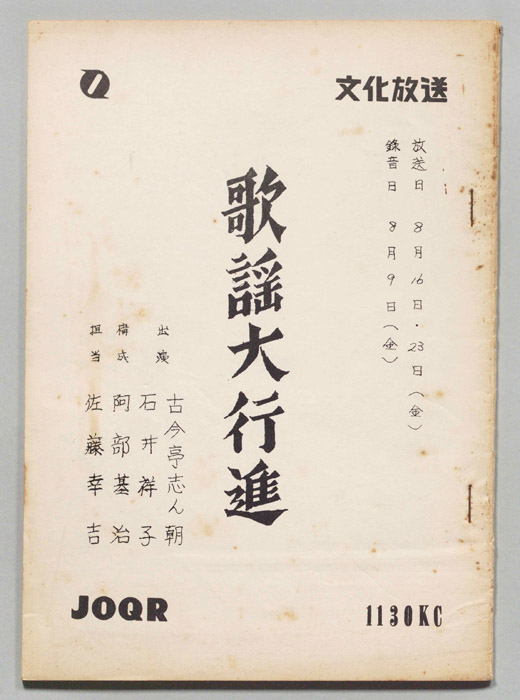 文化放送
放送日 8月16日・23日(金)
錄音日 8月9日(金)
歌謡大行進
出演 古今亭志ん朝
石井祥子
構成 阿部基治
担当 佐藤幸吉
JOQR
1130KC